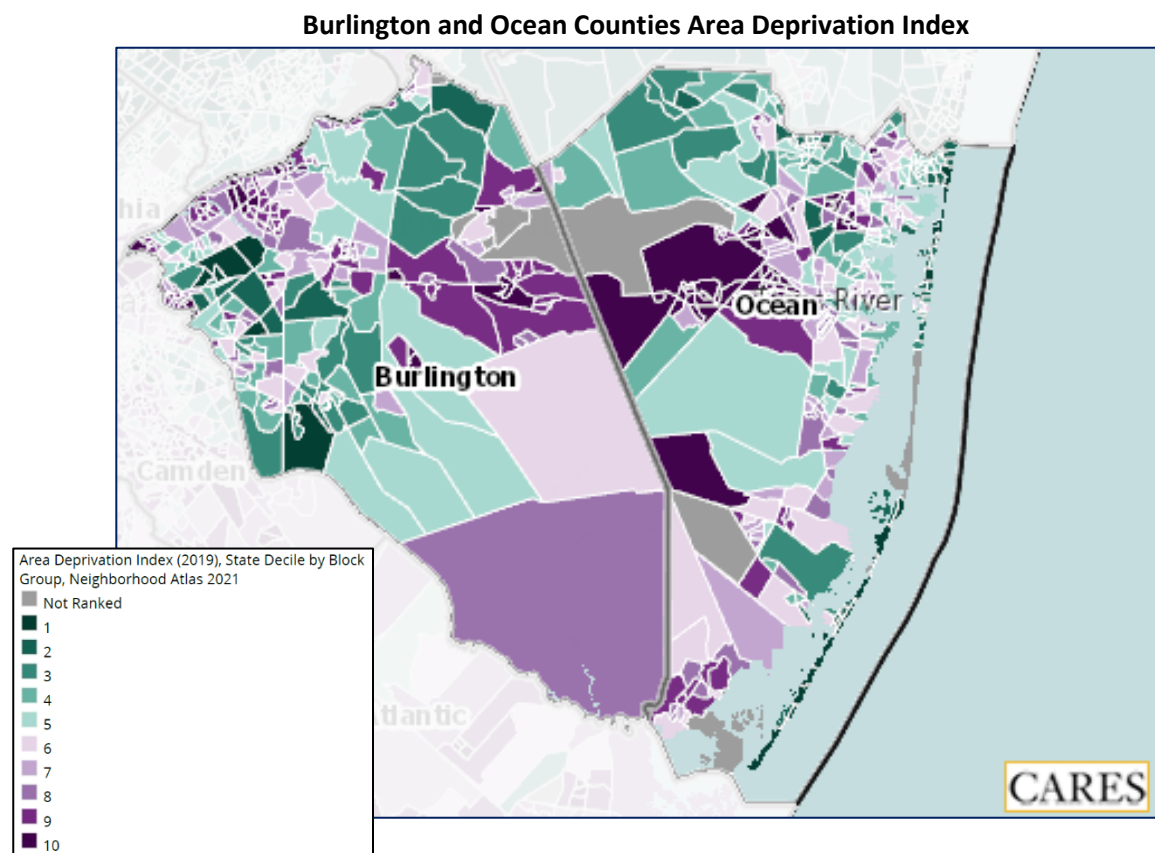 Burlington and Ocean Counties Area Deprivation Index
hia
Ocean
River
Burlington
Camden
Atlantic
Area Deprivation Index (2019), State Decile by Block
Group, Neighborhood Atlas 2021
Not Ranked
1
2
3
4
5
6
7
8
9
10
CARES